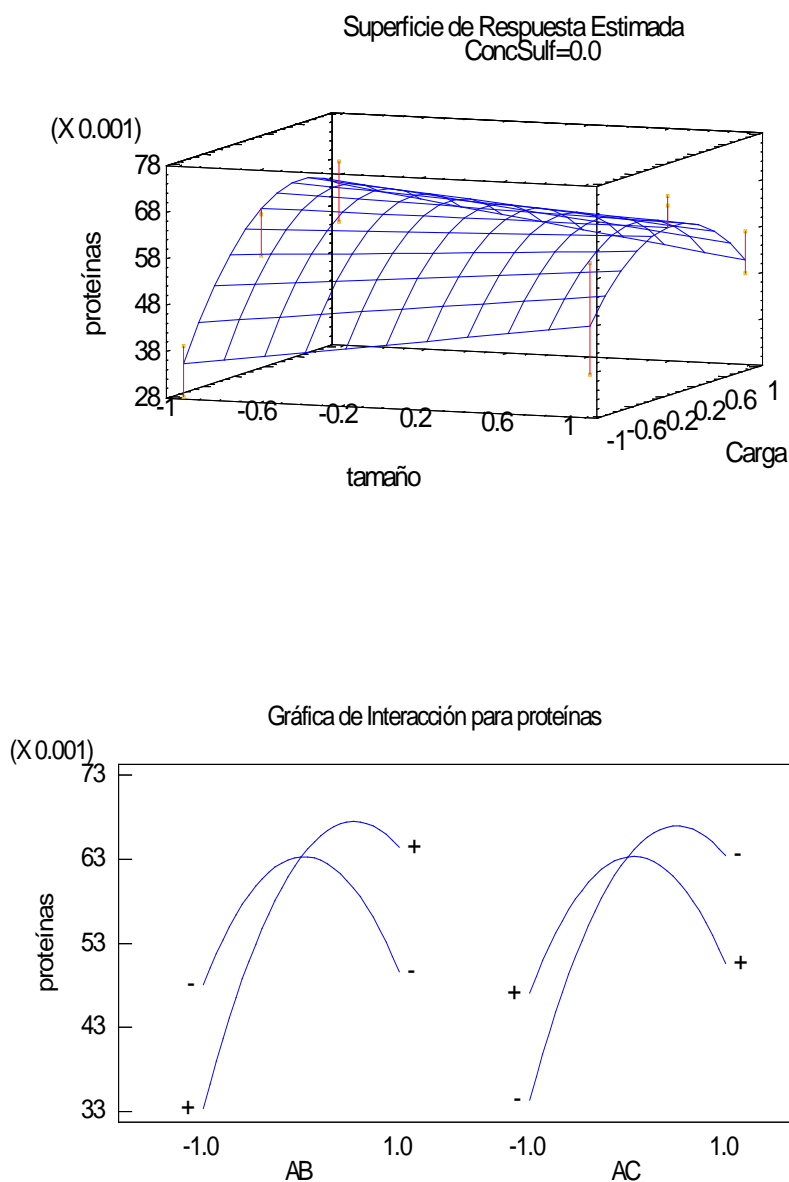 Superficie de Respuesta Estimada
ConcSulf=0.0
(X 0.001)
78
68
58
48
38
28
proteínas
-1 -0.6 -0.2 0.2 0.6 1
tamaño
-1 -0.6 -0.2 0.2 0.6 1
Carga
Gráfica de Interacción para proteínas
(X 0.001)
73
63
53
43
33
proteínas
- + + -
+ - - +
-1.0 1.0 -1.0 1.0
AB AC